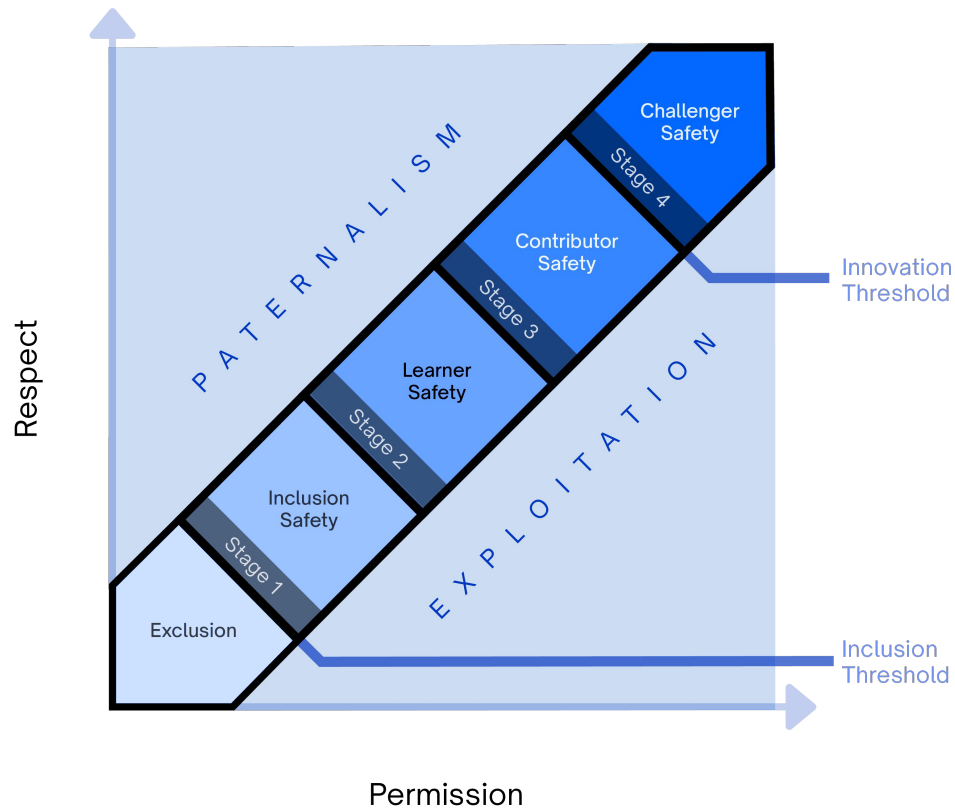 Challenger
Safety
Stage 4
PATERNALISM
Contributor
Safety
Innovation
Threshold
Stage 3
Learner
Safety
Respect
Stage 2
EXPLOITATION
Inclusion
Safety
Stage 1
Exclusion
Inclusion
Threshold
Permission